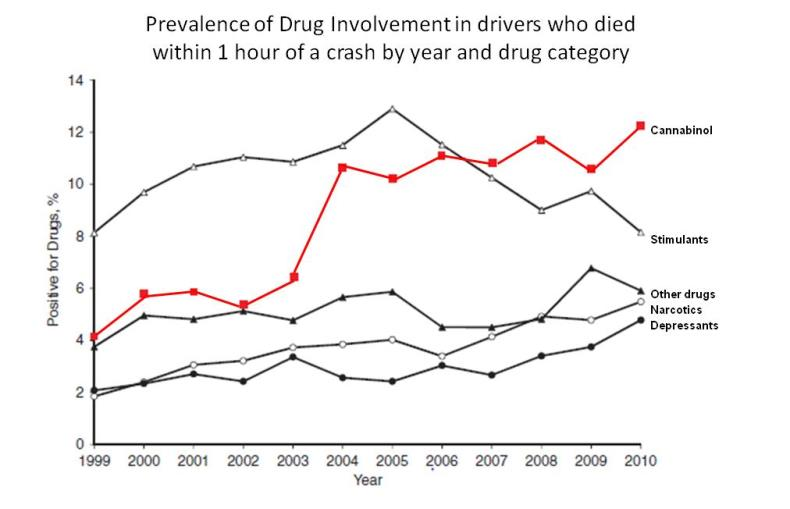 Prevalence of Drug Involvement in drivers who died
within 1 hour of a crash by year and drug category
14
12
10
8
6
4
2
0
Positive for Drugs, %
Cannabinol
Stimulants
Other drugs
Narcotics
Depressants
1999 2000 2001 2002 2003 2004 2005 2006 2007 2008 2009 2010
Year